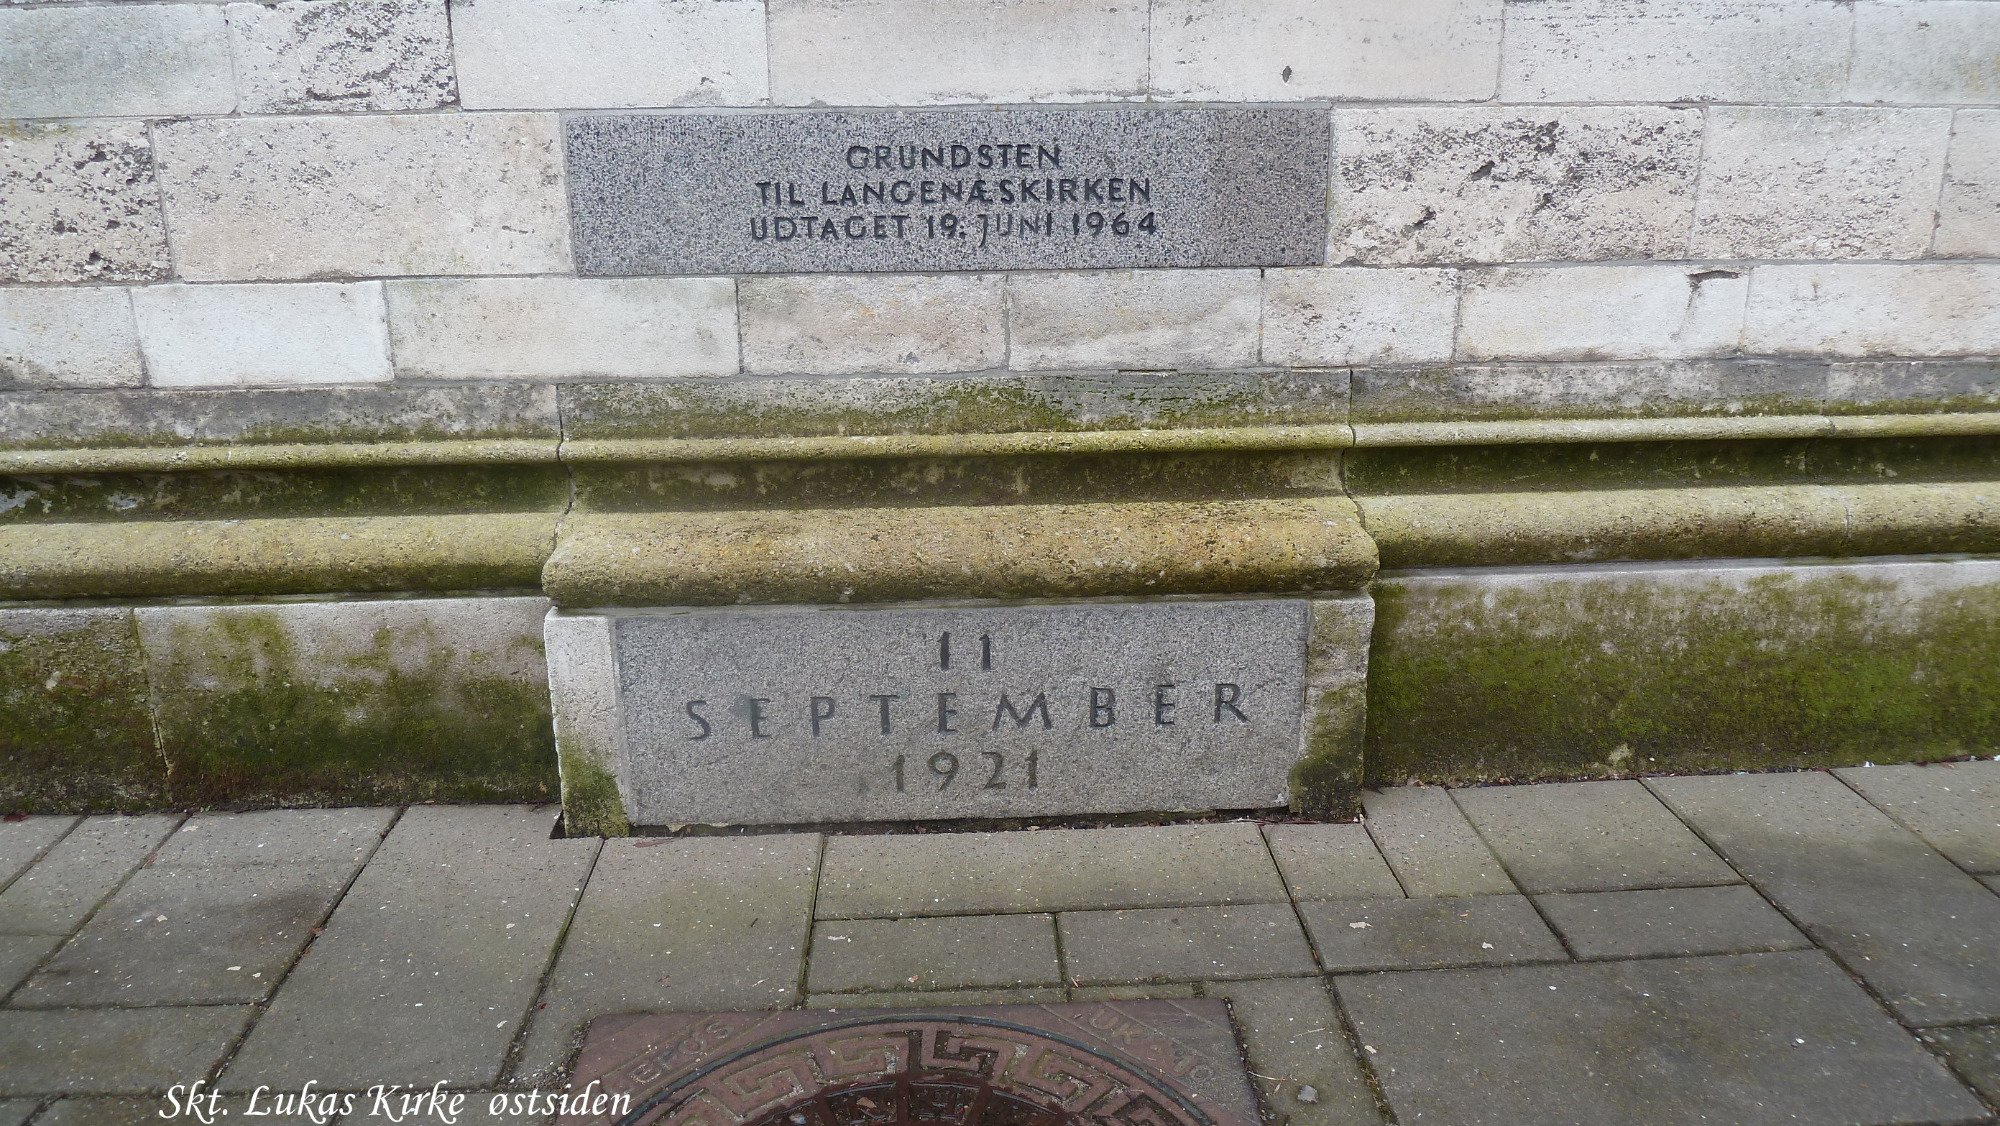 GRUNDSTEN
TIL LANGENÆSKIRKEN
UDTAGET 19. JUNI 1964
11
SEPTEMBER
1921
Skt. Lukas Kirke østsiden